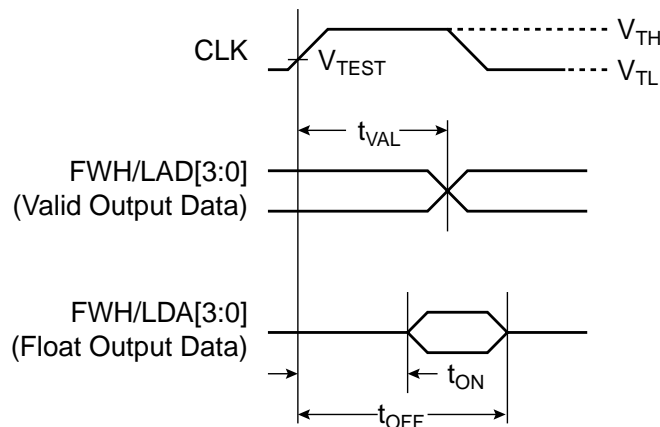 CLK
VTEST
VTH
VTL
tVAL
FWH/LAD[3:0]
(Valid Output Data)
FWH/LDA[3:0]
(Float Output Data)
tON
tOFF